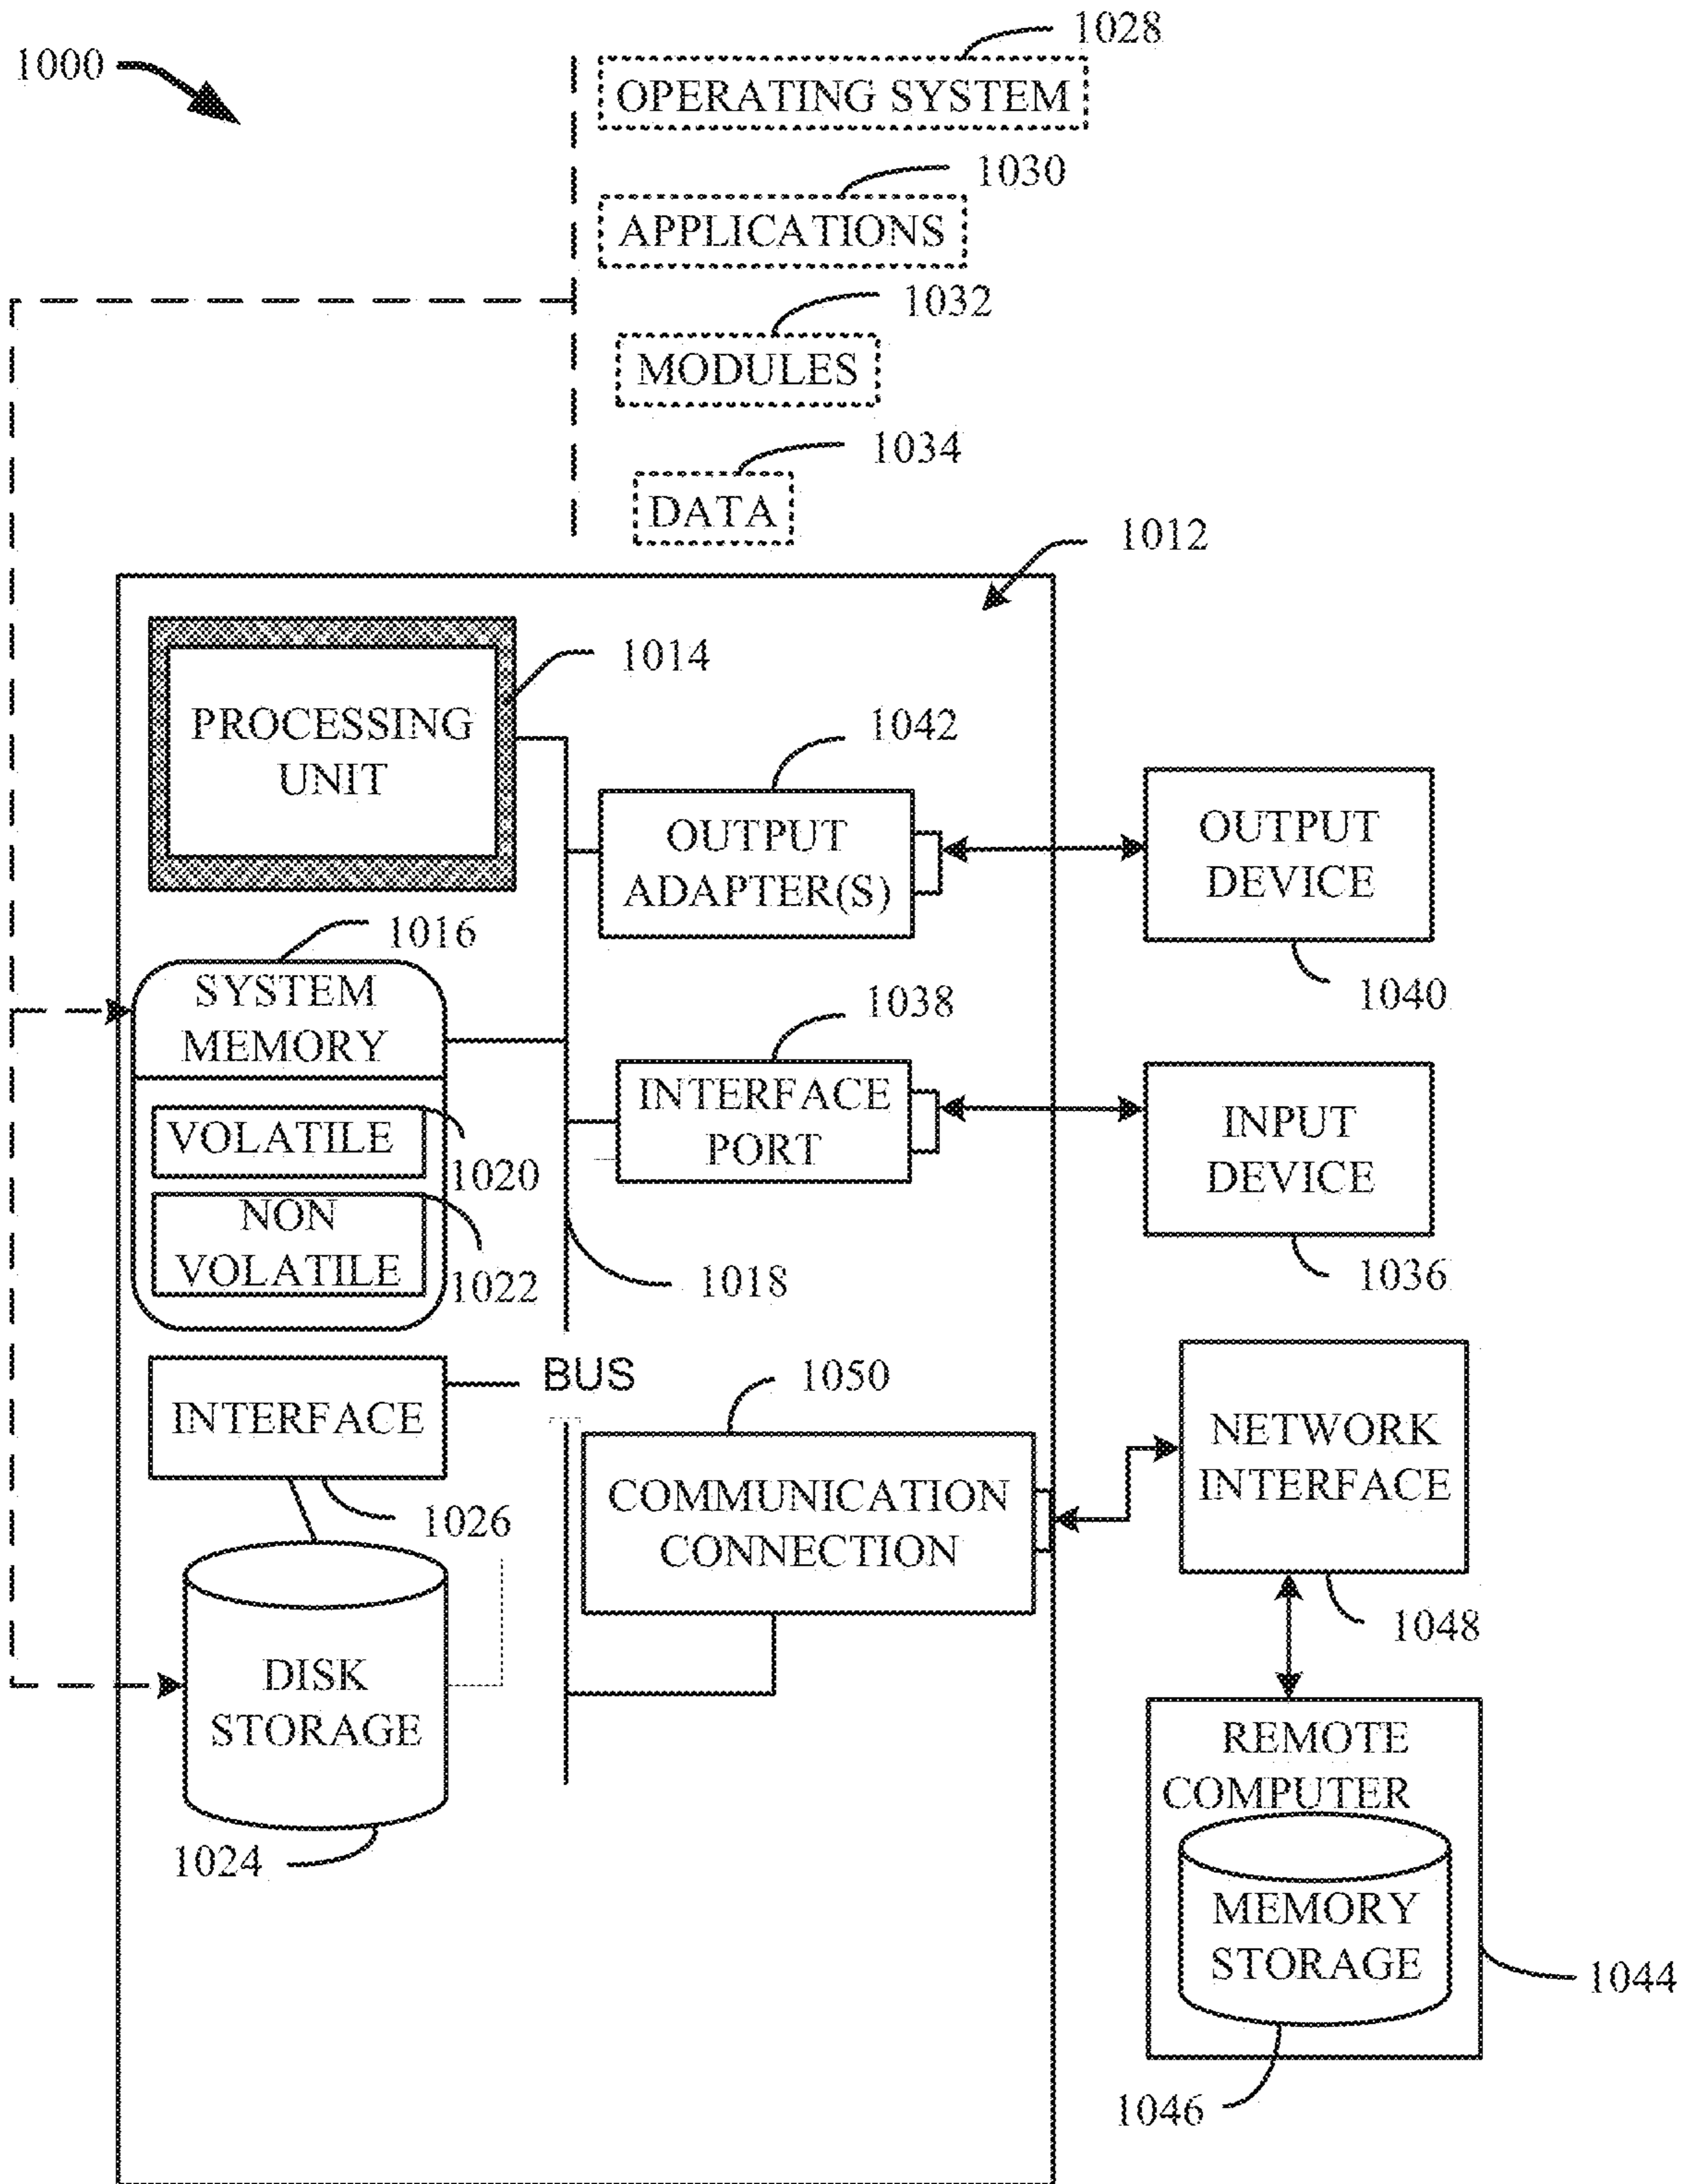 1028
1000
OPERATING SYSTEM
1030
APPLICATIONS
1032
MODULES
1034
DATA
1012
1014
PROCESSING
UNIT
1042
OUTPUT
ADAPTER(S)
OUTPUT
DEVICE
1040
1016
SYSTEM
MEMORY
1038
INTERFACE
PORT
INPUT
DEVICE
1036
VOLATILE
1020
NON
VOLATILE
1022
1018
INTERFACE
BUS
1050
1026
COMMUNICATION
CONNECTION
NETWORK
INTERFACE
1048
DISK
STORAGE
1024
REMOTE
COMPUTER
MEMORY
STORAGE
1044
1046